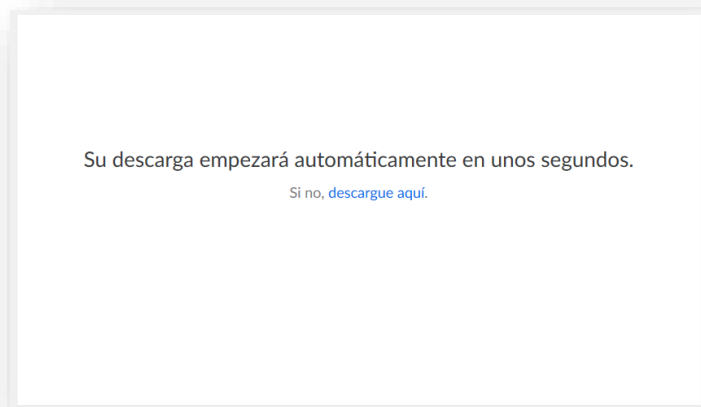 Su descarga empezará automáticamente en unos segundos.
Si no, descargue aquí.